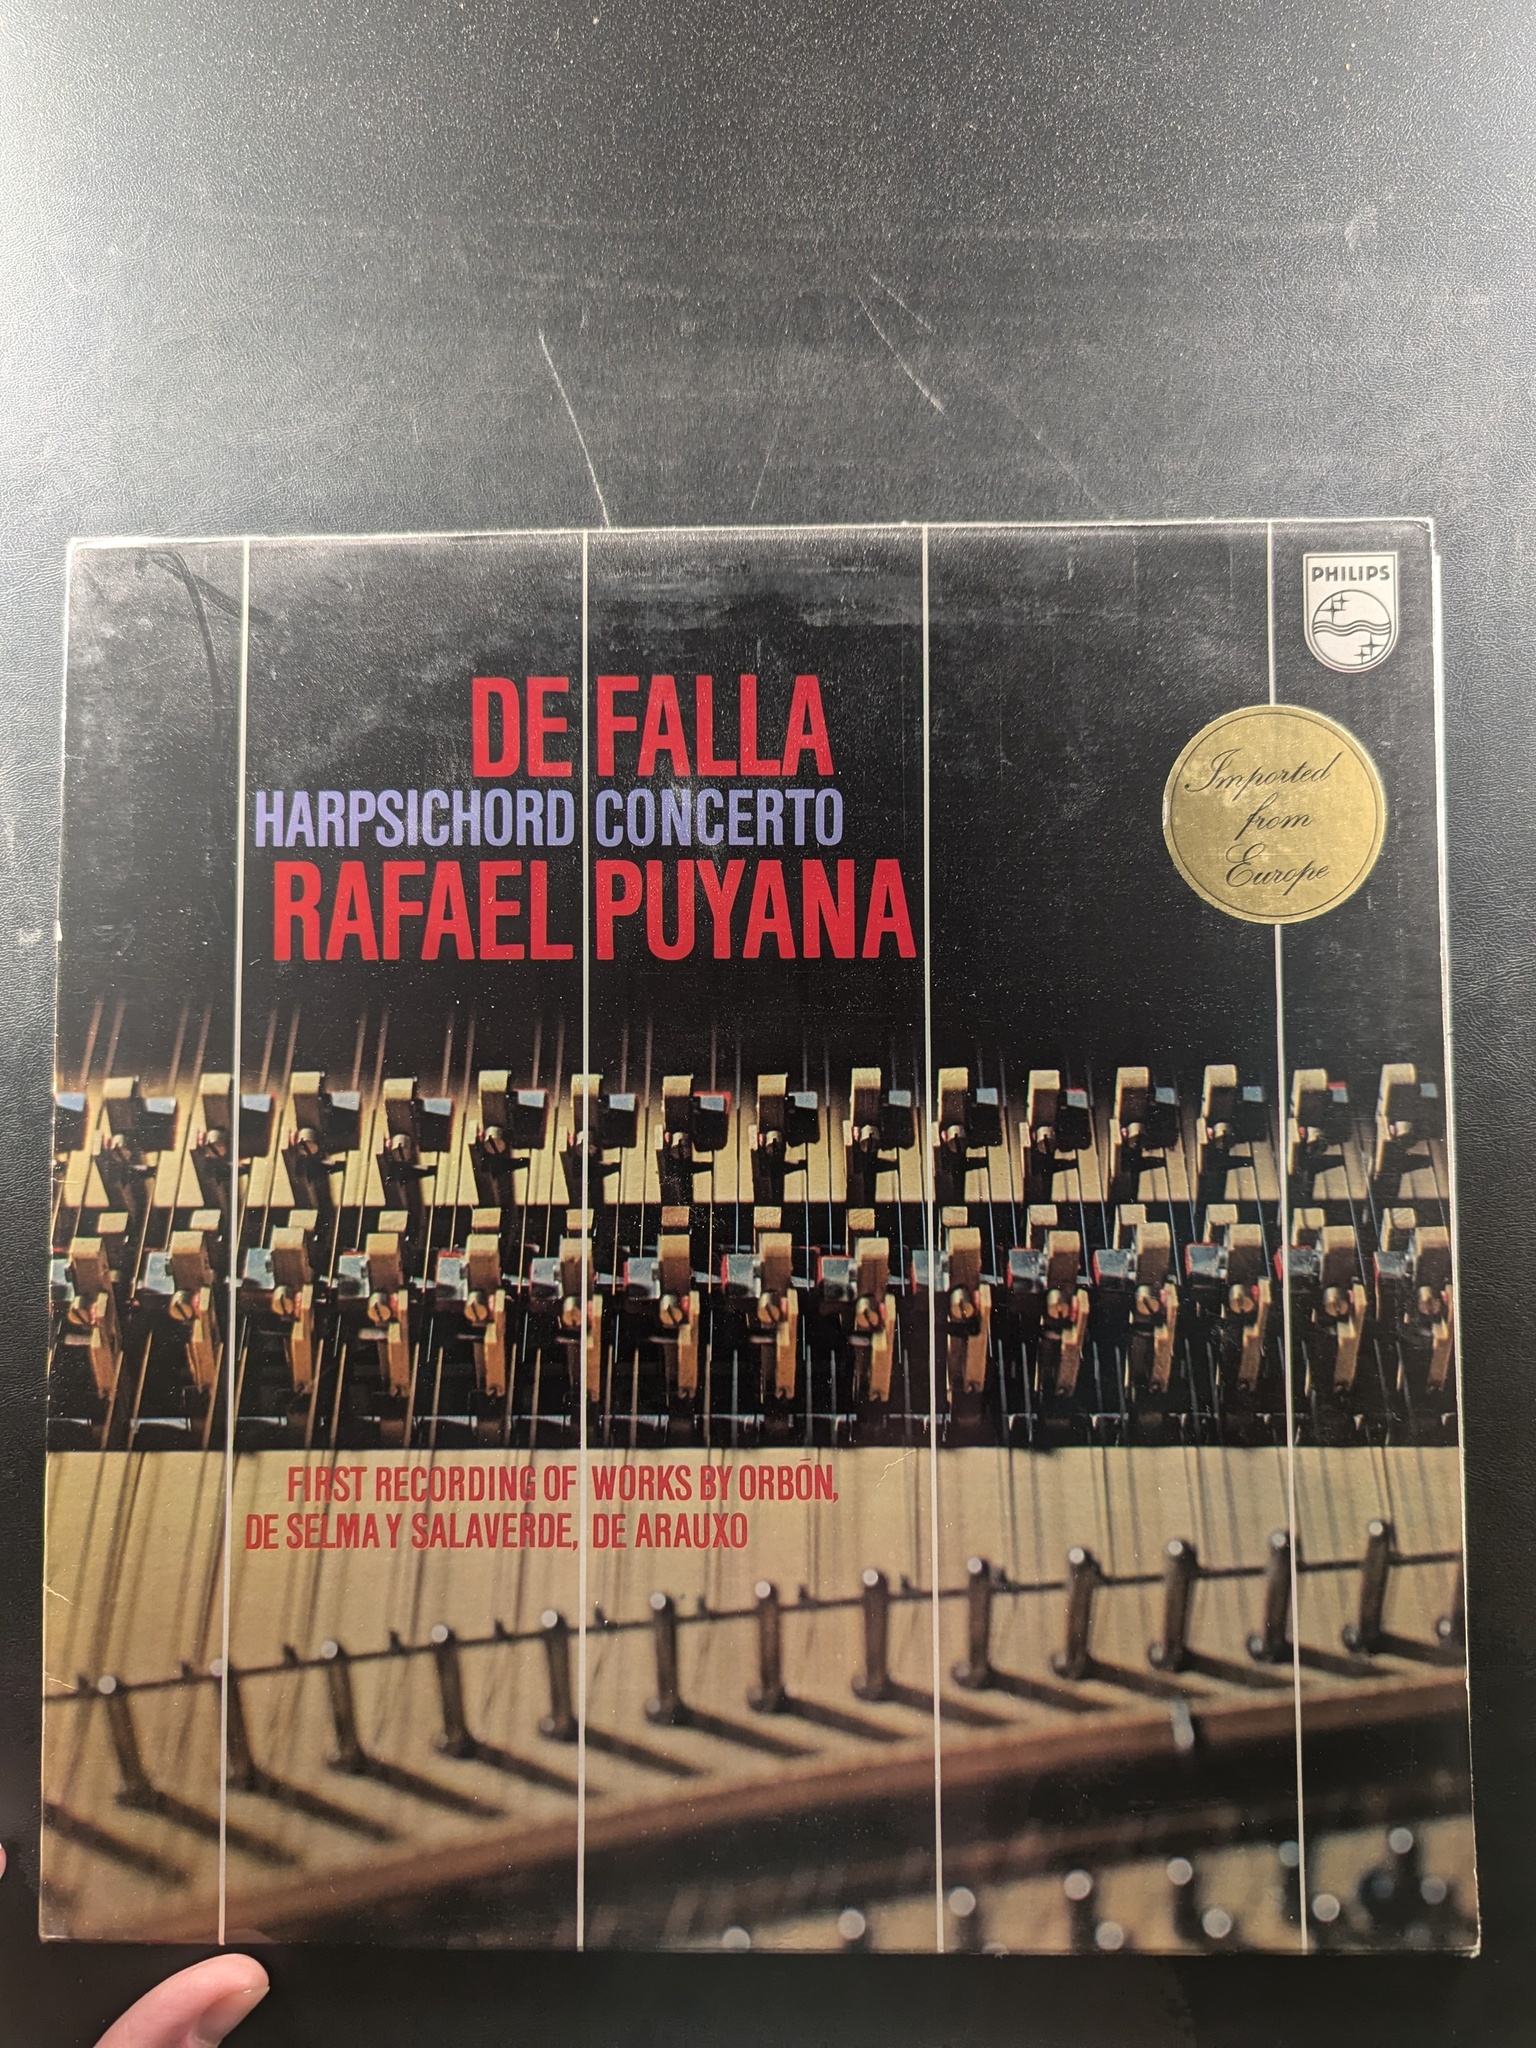 PHILIPS
DE FALLA
HARPSICHORD CONCERTO
RAFAEL PUYANA
Imported
from
Europe
FIRST RECORDING OF WORKS BY ORBÓN,
DE SELMA Y SALAVERDE, DE ARAUXO